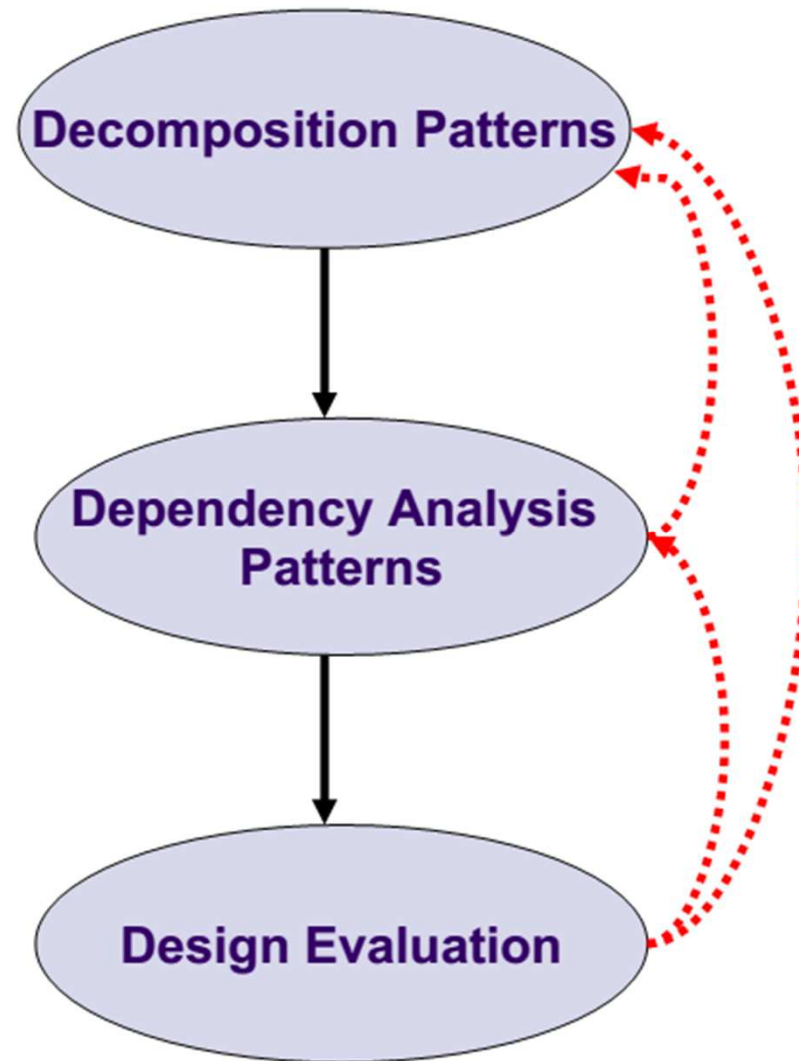 Decomposition Patterns
Dependency Analysis
Patterns
Design Evaluation